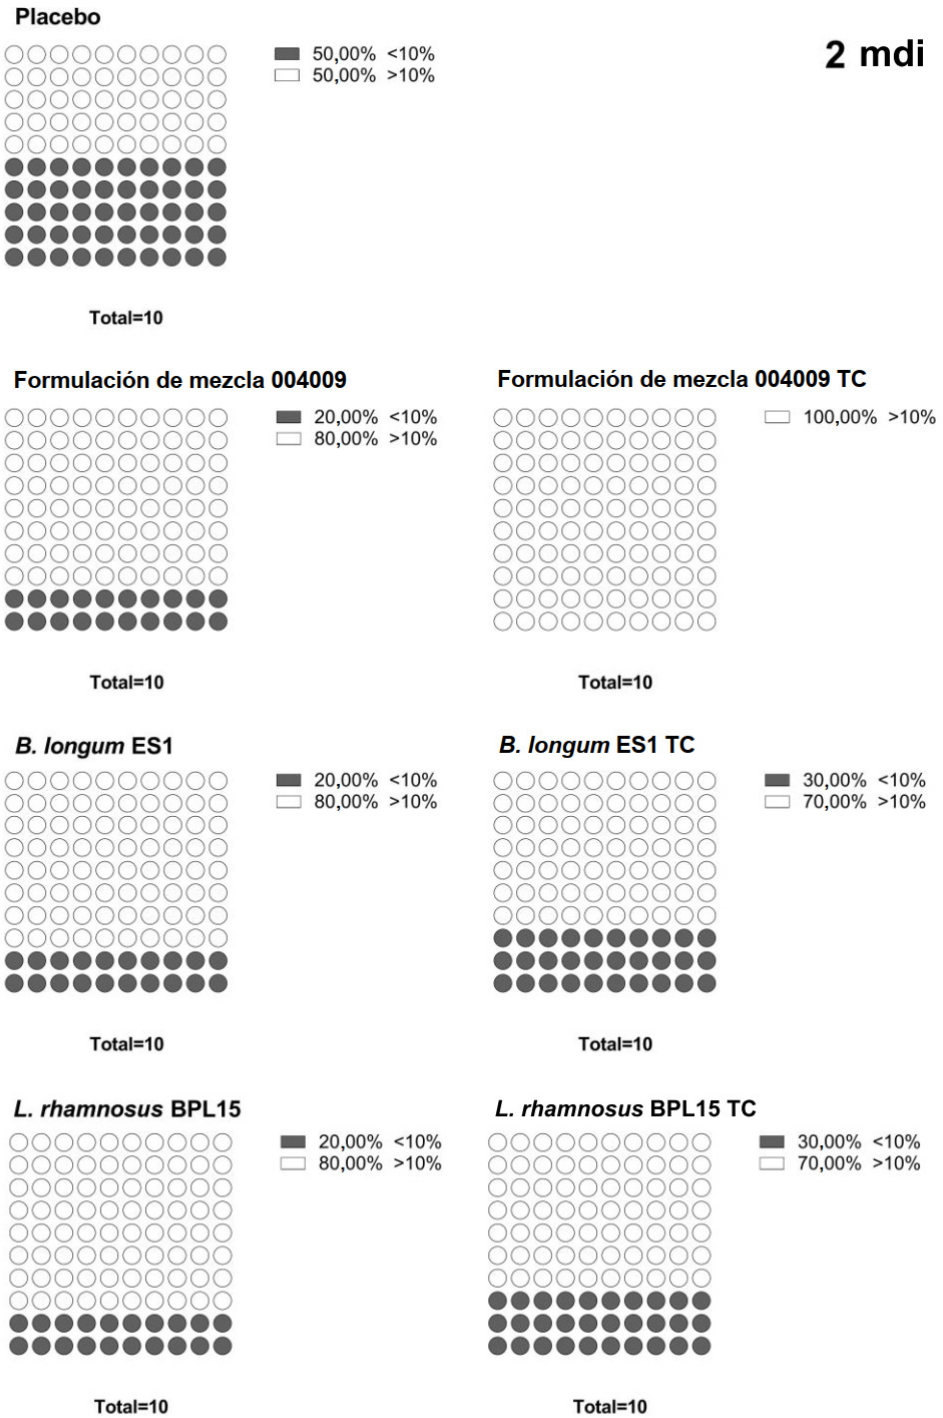 Placebo
50,00% <10%
50,00% >10%
2 mdi
Total=10
Formulación de mezcla 004009
20,00% <10%
80,00% >10%
Total=10
Formulación de mezcla 004009 TC
100,00% >10%
Total=10
B. longum ES1
20,00% <10%
80,00% >10%
Total=10
B. longum ES1 TC
30,00% <10%
70,00% >10%
Total=10
L. rhamnosus BPL15
20,00% <10%
80,00% >10%
Total=10
L. rhamnosus BPL15 TC
30,00% <10%
70,00% >10%
Total=10